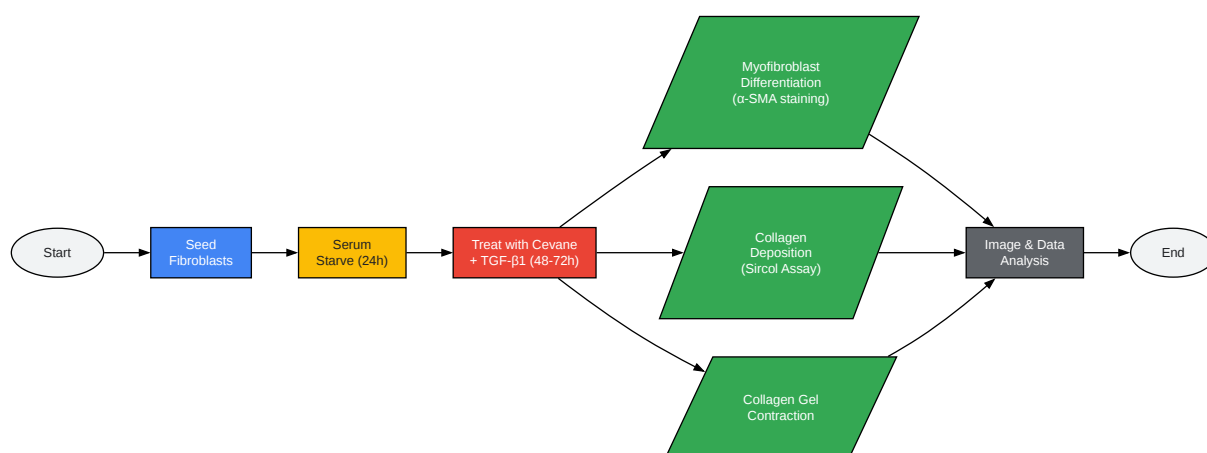 Start
Seed
Fibroblasts
Serum
Starve (24h)
Treat with Cevane
+ TGF-β1 (48-72h)
Myofibroblast
Differentiation
(α-SMA staining)
Collagen
Deposition
(Sircol Assay)
Collagen Gel
Contraction
Image & Data
Analysis
End